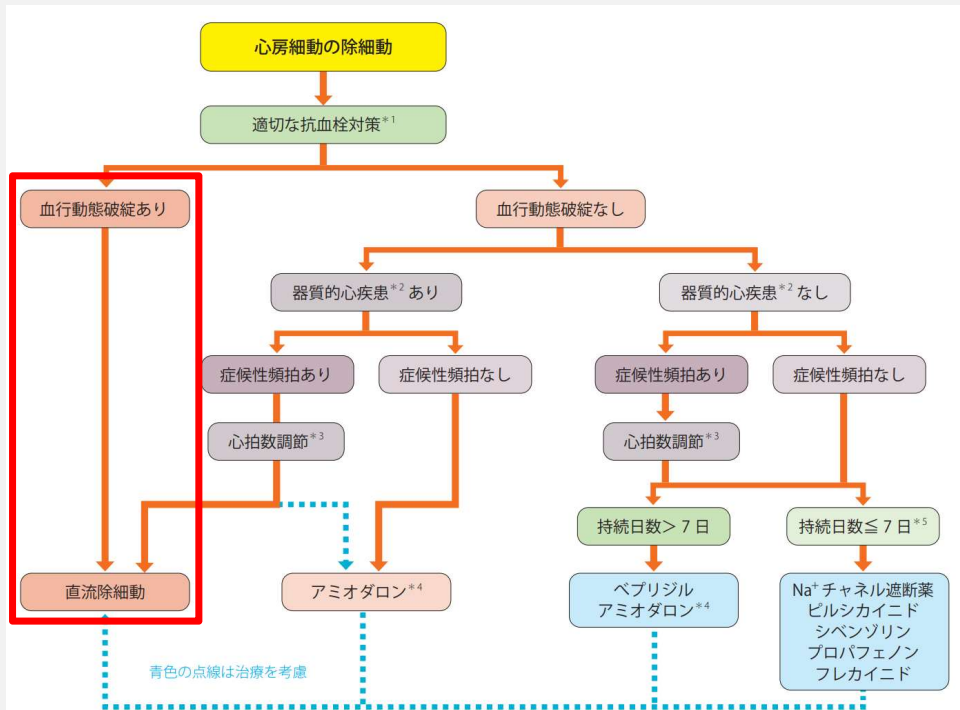 心房細動の除細動
適切な抗血栓対策*1
血行動態破綻あり
血行動態破綻なし
器質的心疾患*2 あり
器質的心疾患*2 なし
症候性頻拍あり
症候性頻拍なし
症候性頻拍あり
症候性頻拍なし
心拍数調節*3
心拍数調節*3
持続日数>7日
持続日数≦7日*5
直流除細動
アミオダロン*4
ベプリジル
アミオダロン*4
Na+チャネル遮断薬
ピルシカイニド
シベンゾリン
プロパフェノン
フレカイニド
青色の点線は治療を考慮